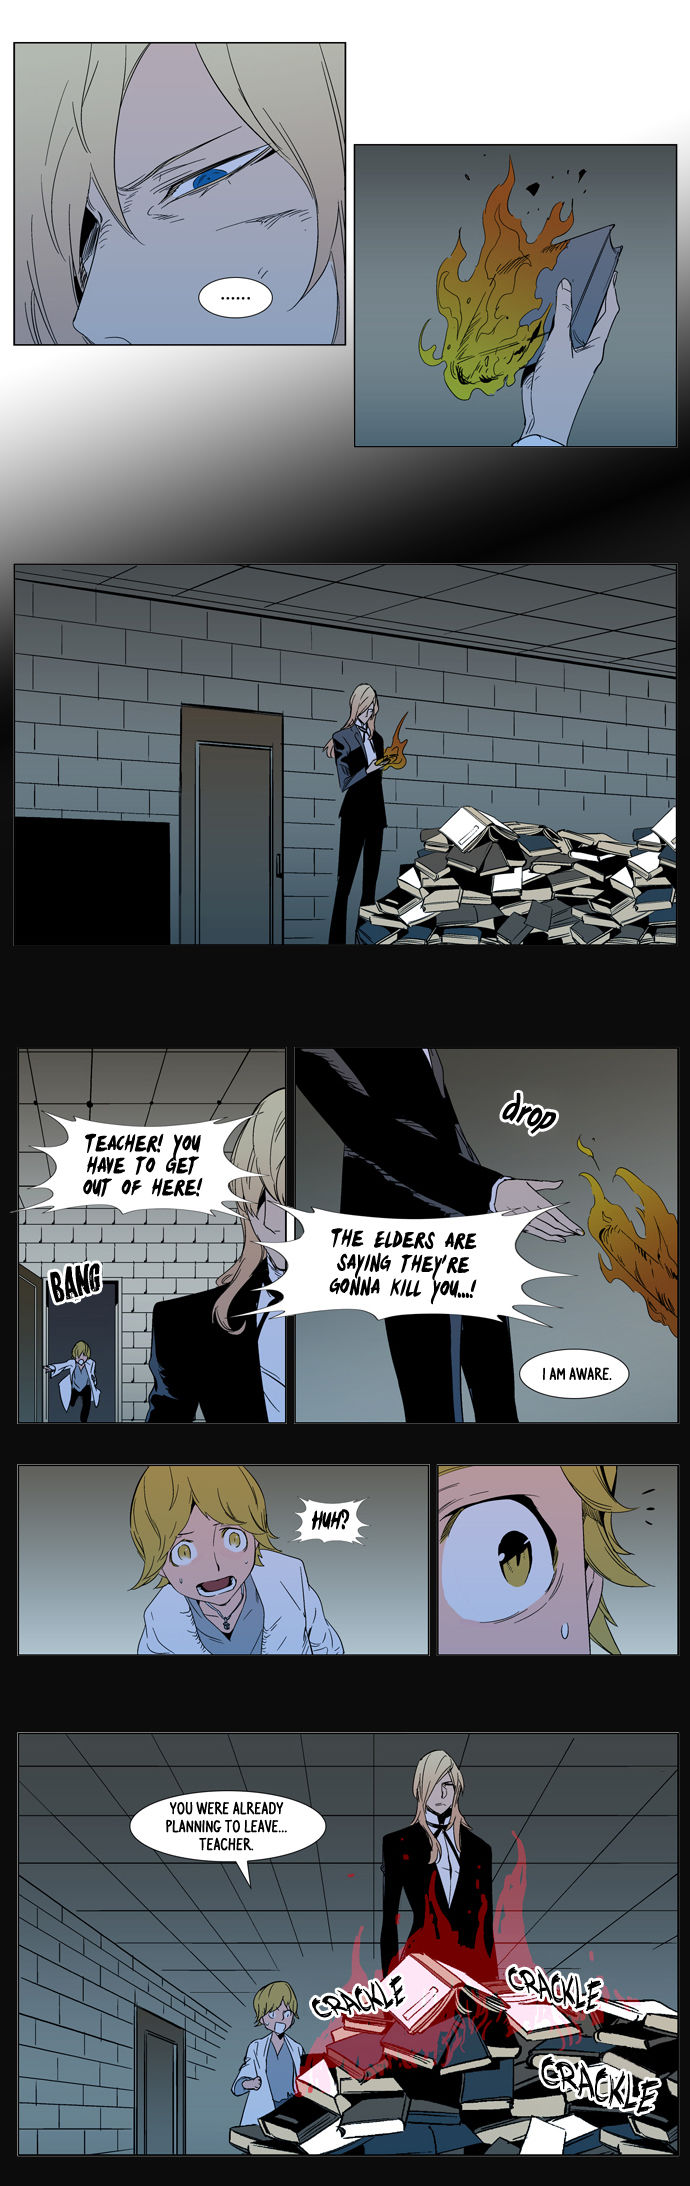 ......
TEACHER! YOU
HAVE TO GET
OUT OF HERE!
BANG
drop
THE ELDERS ARE
SAYING THEY'RE
GONNA KILL YOU...!
I AM AWARE.
HUH?
YOU WERE ALREADY
PLANNING TO LEAVE...
TEACHER.
CRACKLE
CRACKLE
CRACKLE